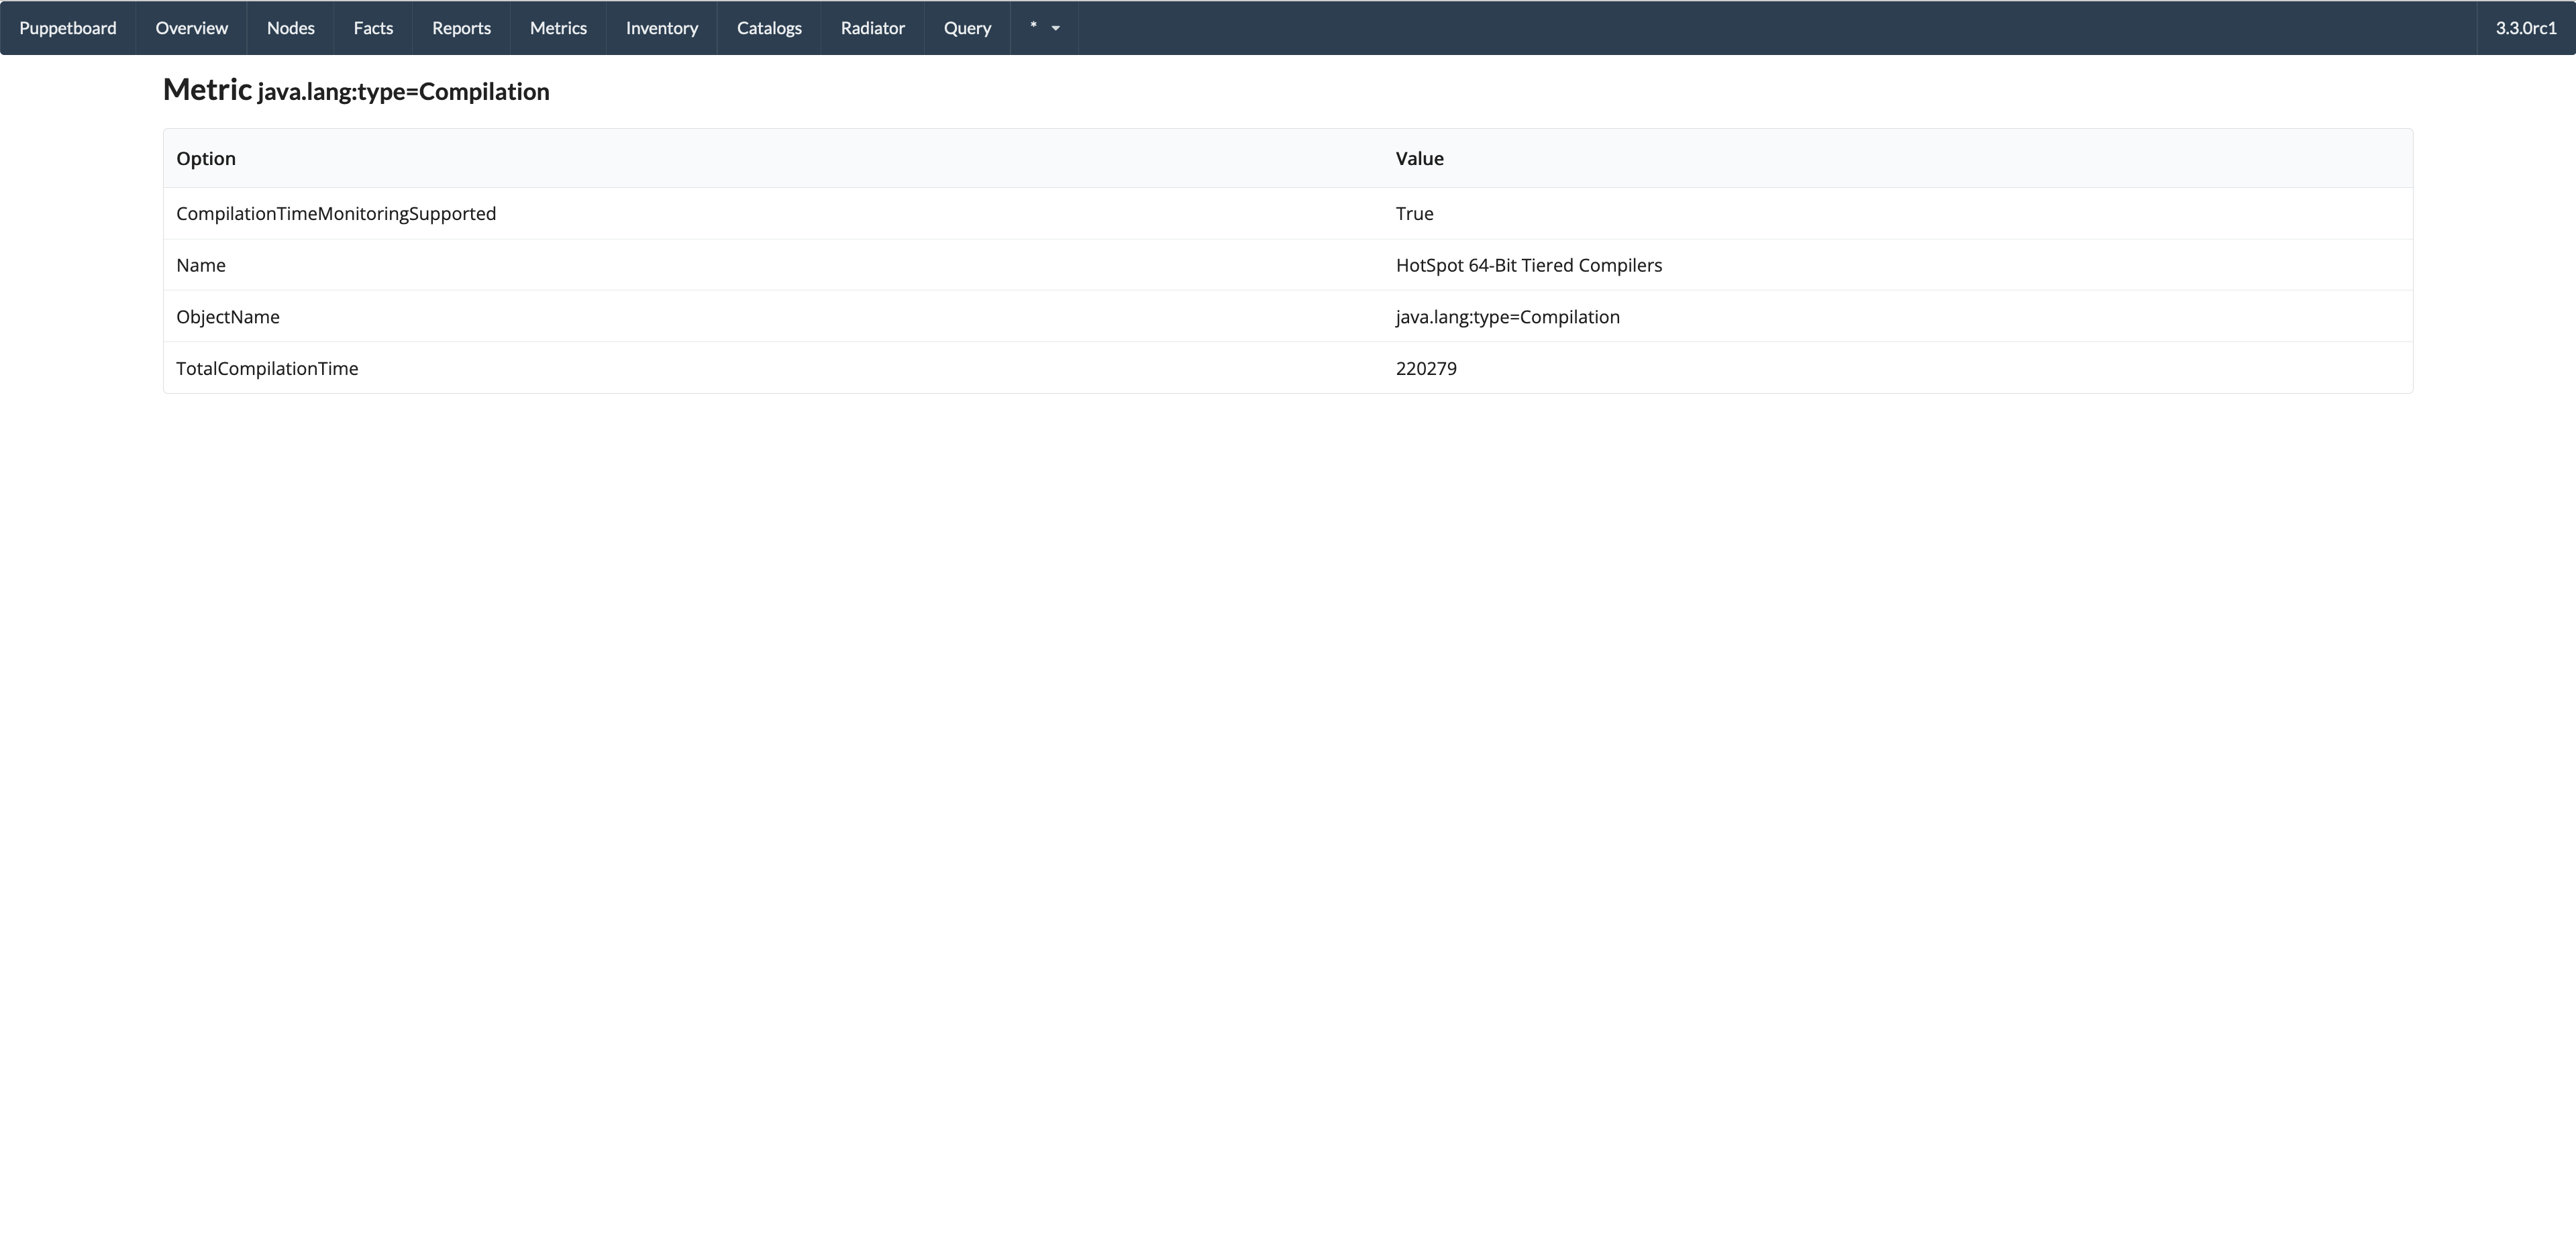 Puppetboard Overview Nodes Facts Reports Metrics Inventory Catalogs Radiator Query * 3.3.0rc1
Metric java.lang:type=Compilation
Option Value
CompilationTimeMonitoringSupported True
Name HotSpot 64-Bit Tiered Compilers
ObjectName java.lang:type=Compilation
TotalCompilationTime 220279